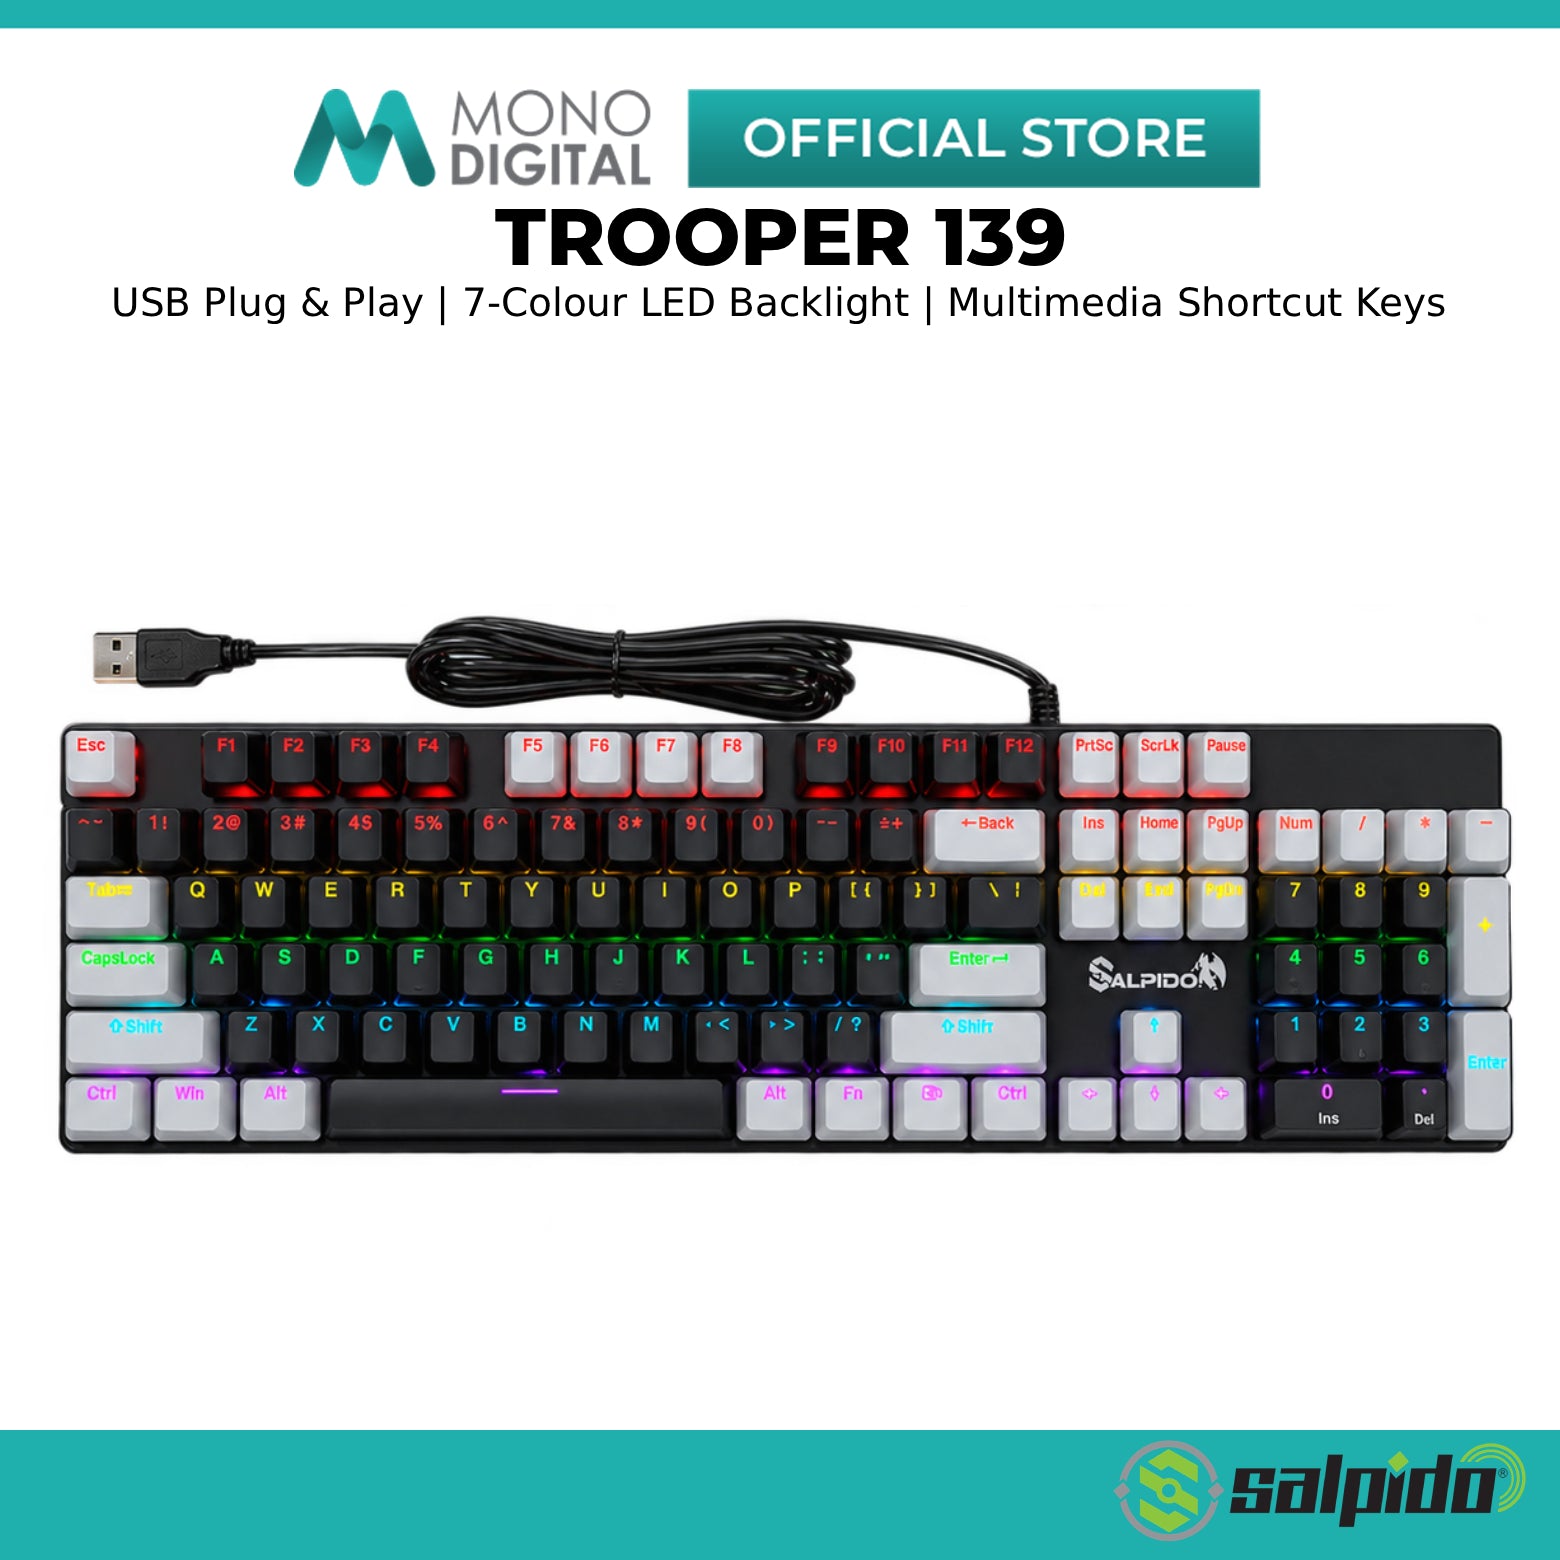 MONO
DIGITAL
OFFICIAL STORE
TROOPER 139
USB Plug & Play | 7-Colour LED Backlight | Multimedia Shortcut Keys
Esc F1 F2 F3 F4 F5 F6 F7 F8 F9 F10 F11 F12 PrtSc ScrLk Pause
~~ 1! 2@ 3# 4$ 5% 6^ 7& 8* 9( 0) -- ÷+ ←Back Ins Home PgUp Num / * −
Tab Q W E R T Y U I O P [{ }] \ ¦ Del End PgDn 7 8 9 +
CapsLock A S D F G H J K L Enter 4 5 6
⇧Shift Z X C V B N M < > /? ⇧Shift ↑ 1 2 3 Enter
Ctrl Win Alt Alt Fn Ctrl 0 .
Ins Del
SALPIDO
salpido®